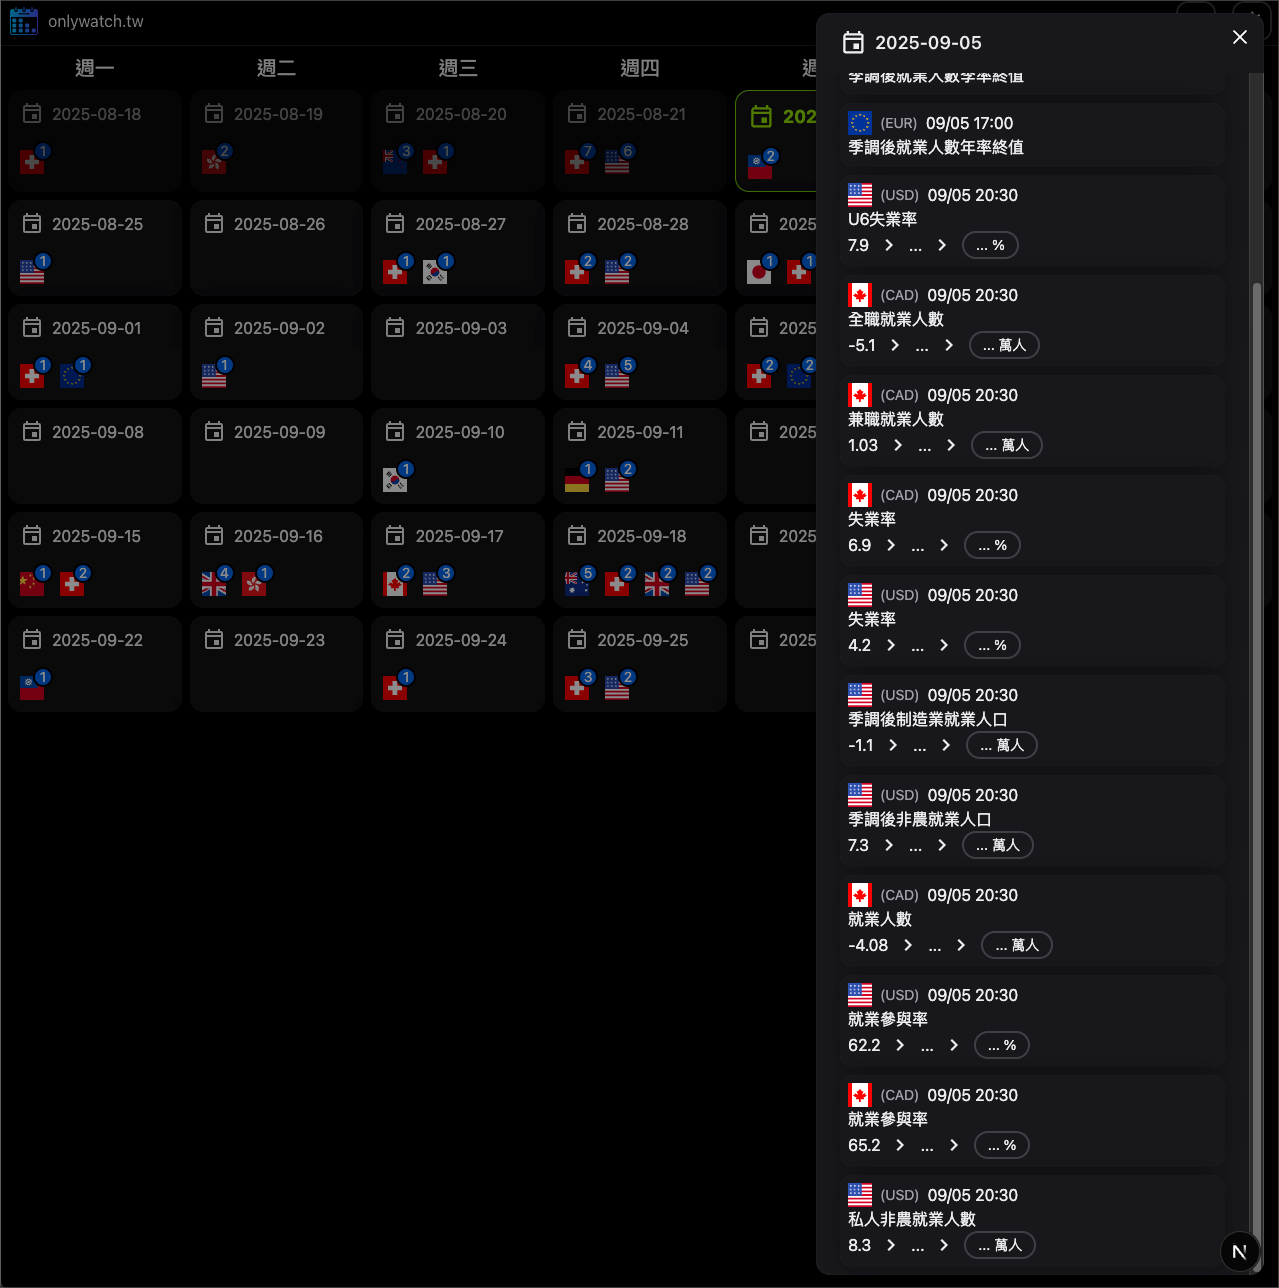 onlywatch.tw
週一 週二 週三 週四
2025-08-18 2025-08-19 2025-08-20 2025-08-21
1 2 3 1 7 6 2
2025-08-25 2025-08-26 2025-08-27 2025-08-28
1 1 1 2 2 1 1
2025-09-01 2025-09-02 2025-09-03 2025-09-04
1 1 1 4 5 2 2
2025-09-08 2025-09-09 2025-09-10 2025-09-11
1 1 2
2025-09-15 2025-09-16 2025-09-17 2025-09-18
1 2 4 1 2 3 5 2 2 2
2025-09-22 2025-09-23 2025-09-24 2025-09-25
1 1 3 2
2025-09-05
季調後就業人數季率終值
(EUR) 09/05 17:00
季調後就業人數年率終值
(USD) 09/05 20:30
U6失業率
7.9 > ... > ... %
(CAD) 09/05 20:30
全職就業人數
-5.1 > ... > ... 萬人
(CAD) 09/05 20:30
兼職就業人數
1.03 > ... > ... 萬人
(CAD) 09/05 20:30
失業率
6.9 > ... > ... %
(USD) 09/05 20:30
失業率
4.2 > ... > ... %
(USD) 09/05 20:30
季調後制造業就業人口
-1.1 > ... > ... 萬人
(USD) 09/05 20:30
季調後非農就業人口
7.3 > ... > ... 萬人
(CAD) 09/05 20:30
就業人數
-4.08 > ... > ... 萬人
(USD) 09/05 20:30
就業參與率
62.2 > ... > ... %
(CAD) 09/05 20:30
就業參與率
65.2 > ... > ... %
(USD) 09/05 20:30
私人非農就業人數
8.3 > ... > ... 萬人
N